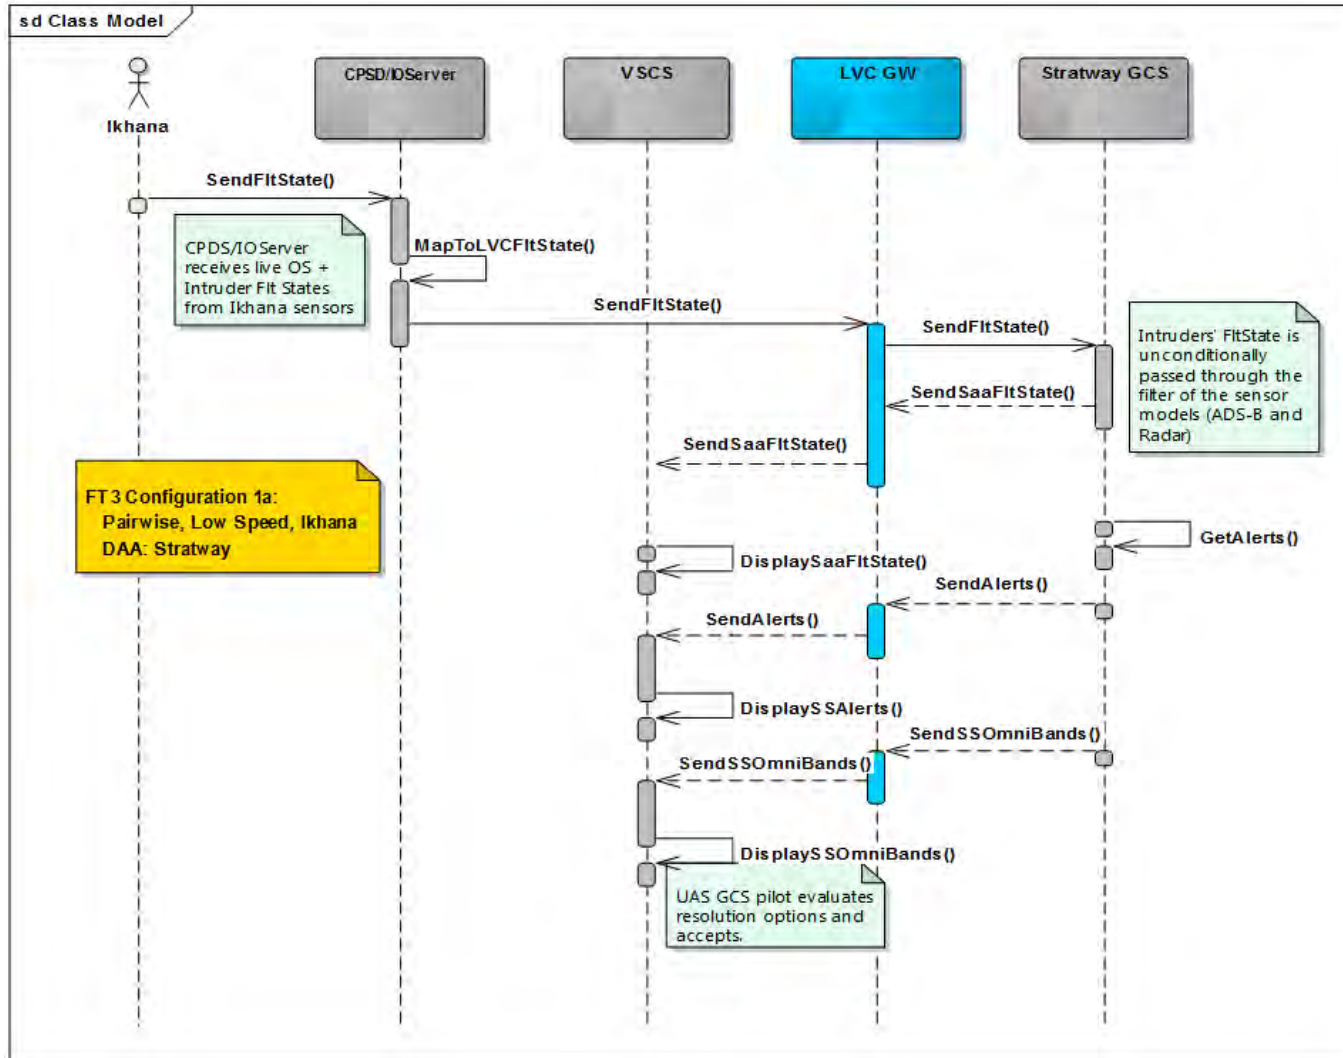 sd Class Model
Ikhana
CPSD/IOServer
VSCS
LVC GW
Stratway GCS
SendFltState()
CPDS/IOServer
receives live OS +
Intruder Flt States
from Ikhana sensors
MapToLVCFltState()
SendFltState()
SendFltState()
Intruders' FltState is
unconditionally
passed through the
filter of the sensor
models (ADS-B and
Radar)
SendSaaFltState()
SendSaaFltState()
FT3 Configuration 1a:
Pairwise, Low Speed, Ikhana
DAA: Stratway
GetAlerts()
DisplaySaaFltState()
SendAlerts()
SendAlerts()
DisplaySSAlerts()
SendSSOmniBands()
SendSSOmniBands()
DisplaySSOmniBands()
UAS GCS pilot evaluates
resolution options and
accepts.